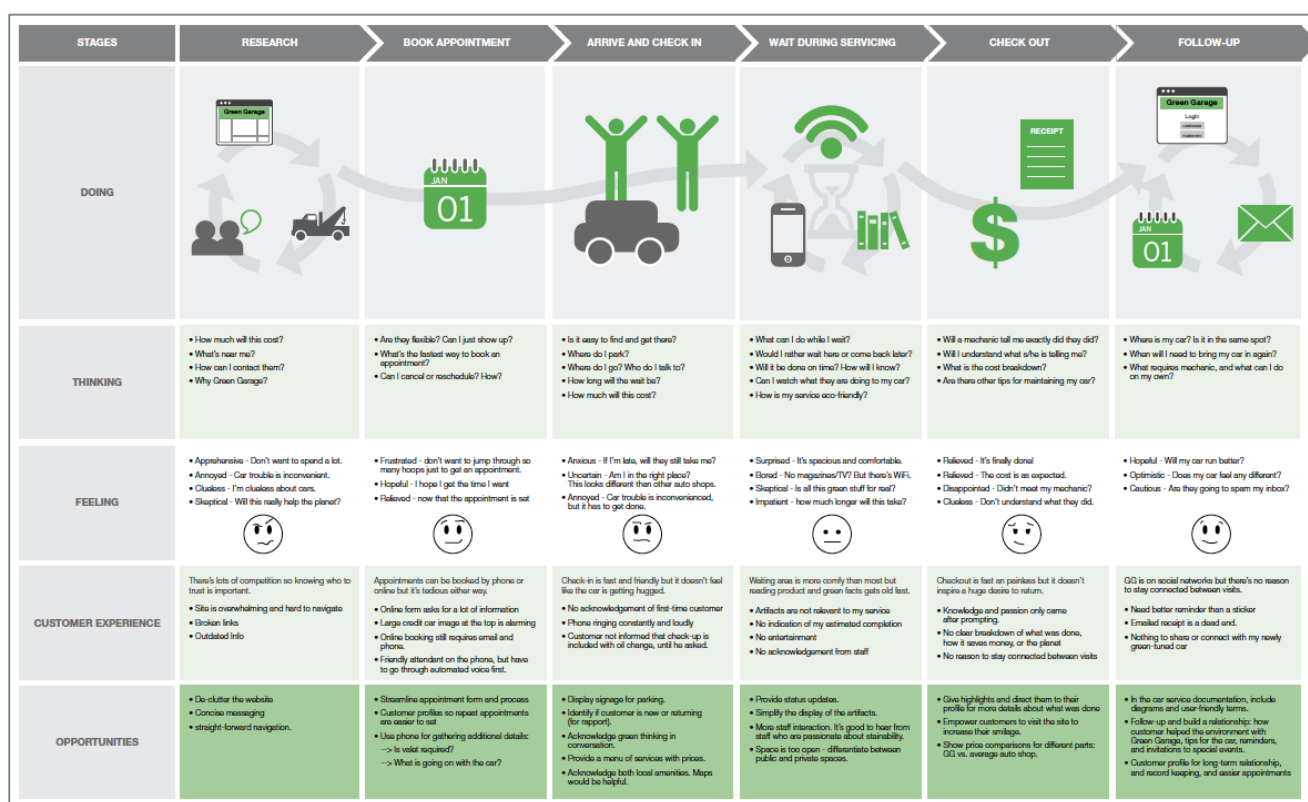 STAGES
RESEARCH
BOOK APPOINTMENT
ARRIVE AND CHECK IN
WAIT DURING SERVICING
CHECK OUT
FOLLOW-UP
DOING
Green Garage
JAN
01
RECEIPT
$
Green Garage
Login
JAN
01
THINKING
• How much will this cost?
• What's near me?
• How can I contact them?
• Why Green Garage?
• Are they flexible? Can I just show up?
• What's the fastest way to book an
appointment?
• Can I cancel or reschedule? How?
• Is it easy to find and get there?
• Where do I park?
• Where do I go? Who do I talk to?
• How long will the wait be?
• How much will this cost?
• What can I do while I wait?
• Would I rather wait here or come back later?
• Will it be done on time? How will I know?
• Can I watch what they are doing to my car?
• How is my service eco-friendly?
• Will a mechanic tell me exactly did they did?
• Will I understand what s/he is telling me?
• What is the cost breakdown?
• Are there other tips for maintaining my car?
• Where is my car? Is it in the same spot?
• When will I need to bring my car in again?
• What requires mechanic, and what can I do
on my own?
FEELING
• Apprehensive - Don't want to spend a lot.
• Annoyed - Car trouble is inconvenient.
• Clueless - I'm clueless about cars.
• Skeptical - Will this really help the planet?
• Frustrated - don't want to jump through so
many hoops just to get an appointment.
• Hopeful - I hope I get the time I want
• Relieved - now that the appointment is set
• Anxious - If I'm late, will they still take me?
• Uncertain - Am I in the right place?
This looks different than other auto shops.
• Annoyed - Car trouble is inconvenienced,
but it has to get done.
• Surprised - It's spacious and comfortable.
• Bored - No magazines/TV? But there's WiFi.
• Skeptical - Is all this green stuff for real?
• Impatient - how much longer will this take?
• Relieved - It's finally done!
• Relieved - The cost is as expected.
• Disappointed - Didn't meet my mechanic?
• Clueless - Don't understand what they did.
• Hopeful - Will my car run better?
• Optimistic - Does my car feel any different?
• Cautious - Are they going to spam my inbox?
CUSTOMER EXPERIENCE
There's lots of competition so knowing who to
trust is important.
• Site is overwhelming and hard to navigate
• Broken links
• Outdated Info
Appointments can be booked by phone or
online but it's tedious either way.
• Online form asks for a lot of information
• Large credit car image at the top is alarming
• Online booking still requires email and
phone.
• Friendly attendant on the phone, but have
to go through automated voice first.
Check-in is fast and friendly but it doesn't feel
like the car is getting hugged.
• No acknowledgement of first-time customer
• Phone ringing constantly and loudly
• Customer not informed that check-up is
included with oil change, until he asked.
Waiting area is more comfy than most but
reading product and green facts gets old fast.
• Artifacts are not relevant to my service
• No indication of my estimated completion
• No entertainment
• No acknowledgement from staff
Checkout is fast an painless but it doesn't
inspire a huge desire to return.
• Knowledge and passion only came
after prompting.
• No clear breakdown of what was done,
how it saves money, or the planet
• No reason to stay connected between visits
GG is on social networks but there's no reason
to stay connected between visits.
• Need better reminder than a sticker
• Emailed receipt is a dead end.
• Nothing to share or connect with my newly
green-tuned car
OPPORTUNITIES
• De-clutter the website
• Concise messaging
• straight-forward navigation.
• Streamline appointment form and process
• Customer profiles so repeat appointments
are easier to set
• Use phone for gathering additional details:
--> Is valet required?
--> What is going on with the car?
• Display signage for parking.
• Identify if customer is new or returning
(for rapport).
• Acknowledge green thinking in
conversation.
• Provide a menu of services with prices.
• Acknowledge both local amenities. Maps
would be helpful.
• Provide status updates.
• Simplify the display of the artifacts.
• More staff interaction. It's good to hear from
staff who are passionate about stainability.
• Space is too open - differentiate between
public and private spaces.
• Give highlights and direct them to their
profile for more details about what was done
• Empower customers to visit the site to
increase their smilage.
• Show price comparisons for different parts:
GG vs. average auto shop.
• In the car service documentation, include
diagrams and user-friendly terms.
• Follow-up and build a relationship: how
customer helped the environment with
Green Garage, tips for the car, reminders,
and invitations to special events.
• Customer profile for long-term relationship,
and record keeping, and easier appointments